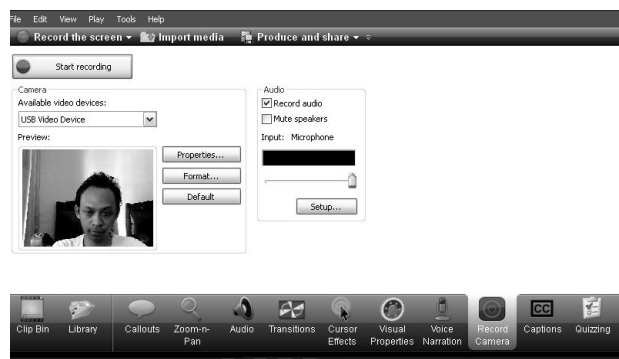 File Edit View Play Tools Help
Record the screen Import media Produce and share
Start recording
Camera
Available video devices:
USB Video Device
Preview:
Properties...
Format...
Default
Audio
Record audio
Mute speakers
Input: Microphone
Setup...
Clip Bin Library Callouts Zoom-n-Pan Audio Transitions Cursor Effects Visual Properties Voice Narration Record Camera Captions Quizzing
CC